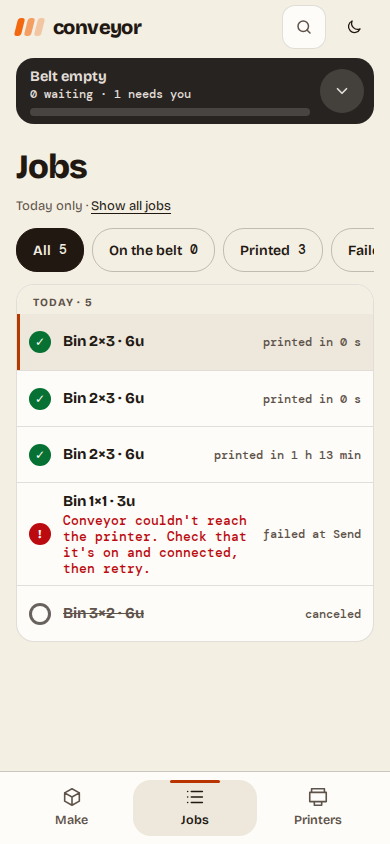 conveyor
Belt empty
0 waiting · 1 needs you
Jobs
Today only · Show all jobs
All 5
On the belt 0
Printed 3
Faile
TODAY · 5
Bin 2×3 · 6u
printed in 0 s
Bin 2×3 · 6u
printed in 0 s
Bin 2×3 · 6u
printed in 1 h 13 min
Bin 1×1 · 3u
Conveyor couldn't reach
the printer. Check that
it's on and connected,
then retry.
failed at Send
Bin 3×2 · 6u
canceled
Make
Jobs
Printers